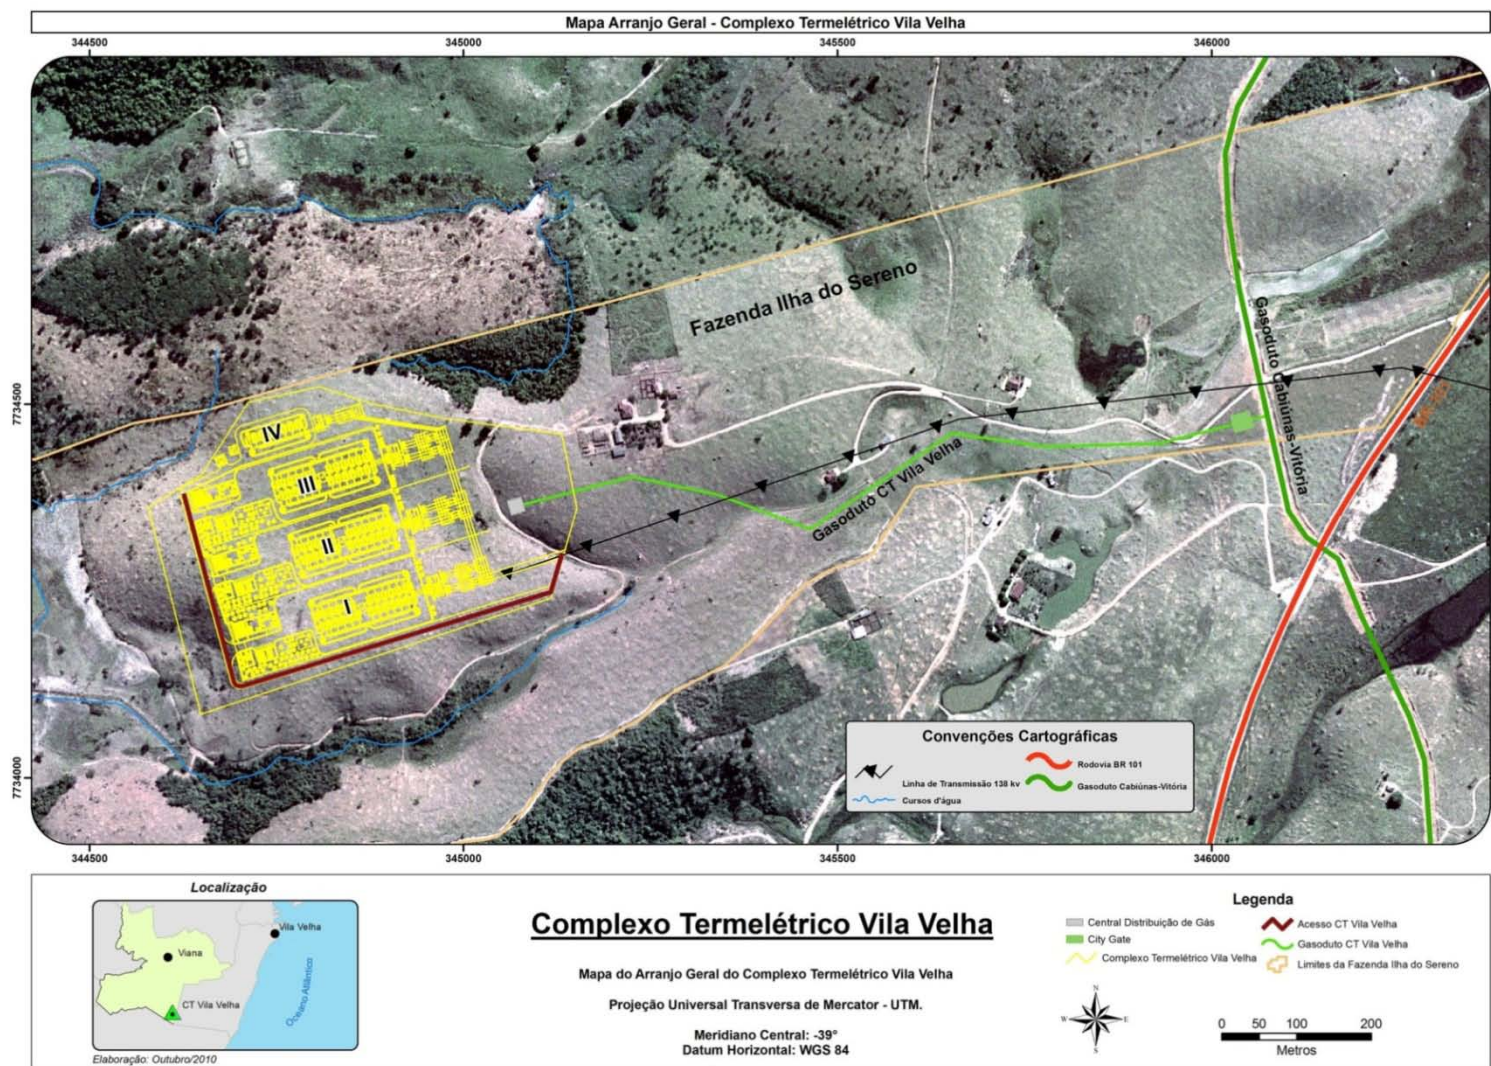 Mapa Arranjo Geral - Complexo Termelétrico Vila Velha
344500
345000
345500
346000
7734500
7734000
Fazenda Ilha do Sereno
Gasoduto Cabiúnas-Vitória
Gasoduto CT Vila Velha
IV
III
II
I
Convenções Cartográficas
Linha de Transmissão 138 kv
Cursos d'água
Rodovia BR 101
Gasoduto Cabiúnas-Vitória
344500
345000
345500
346000
Localização
Vila Velha
Viana
CT Vila Velha
Oceano Atlântico
Elaboração: Outubro/2010
Complexo Termelétrico Vila Velha
Mapa do Arranjo Geral do Complexo Termelétrico Vila Velha
Projeção Universal Transversa de Mercator - UTM.
Meridiano Central: -39°
Datum Horizontal: WGS 84
Legenda
Central Distribuição de Gás
City Gate
Complexo Termelétrico Vila Velha
Acesso CT Vila Velha
Gasoduto CT Vila Velha
Limites da Fazenda Ilha do Sereno
N
W
E
S
0 50 100 200
Metros